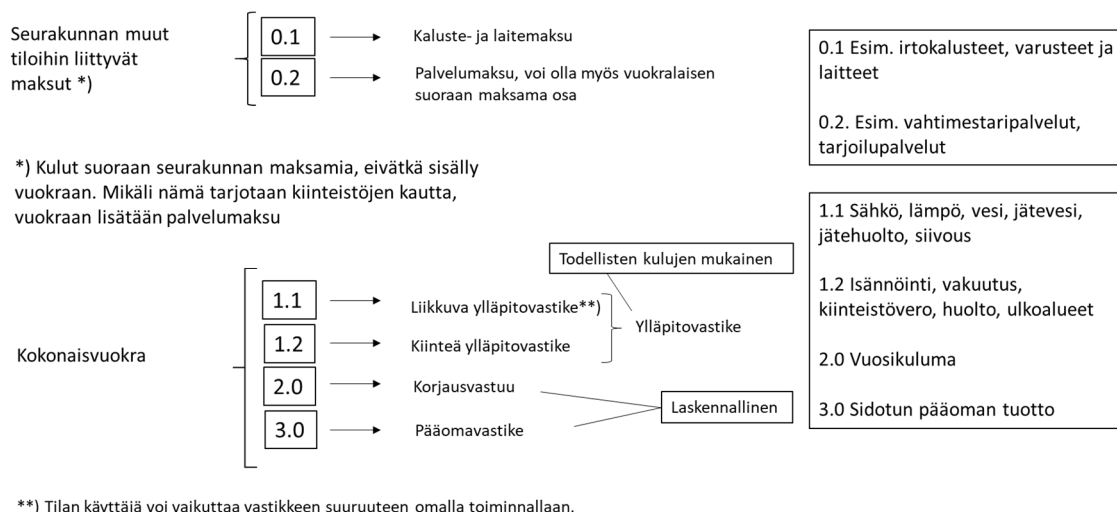 Seurakunnan muut
tiloihin liittyvät
maksut *)
0.1
Kaluste- ja laitemaksu
0.2
Palvelumaksu, voi olla myös vuokralaisen
suoraan maksama osa
0.1 Esim. irtokalusteet, varusteet ja
laitteet
0.2. Esim. vahtimestaripalvelut,
tarjoilupalvelut
*) Kulut suoraan seurakunnan maksamia, eivätkä sisälly
vuokraan. Mikäli nämä tarjotaan kiinteistöjen kautta,
vuokraan lisätään palvelumaksu
Kokonaisvuokra
1.1
Liikkuva ylläpitovastike**)
1.2
Kiinteä ylläpitovastike
2.0
Korjausvastuu
3.0
Pääomavastike
Todellisten kulujen mukainen
Ylläpitovastike
Laskennallinen
1.1 Sähkö, lämpö, vesi, jätevesi,
jätehuolto, siivous
1.2 Isännöinti, vakuutus,
kiinteistövero, huolto, ulkoalueet
2.0 Vuosikuluma
3.0 Sidotun pääoman tuotto
**) Tilan käyttäjä voi vaikuttaa vastikkeen suuruuteen omalla toiminnallaan.